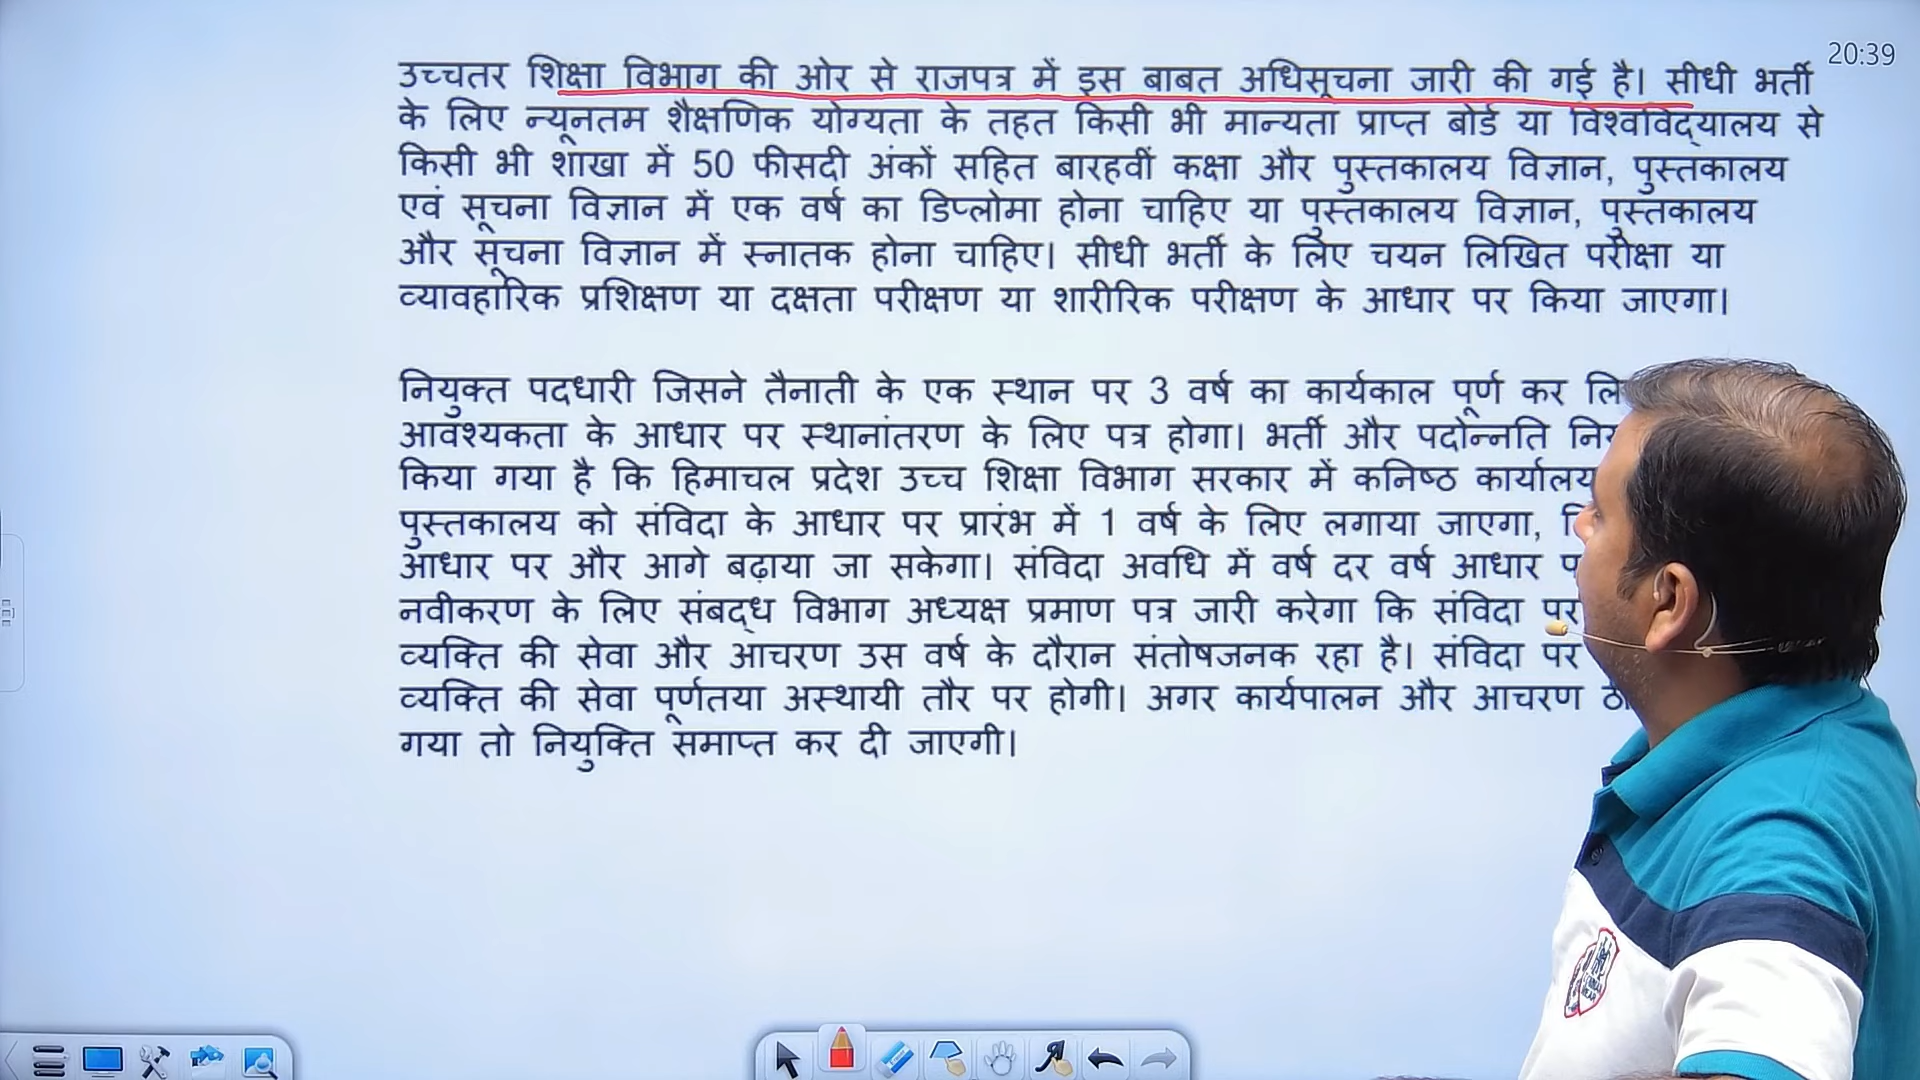 20:39
उच्चतर शिक्षा विभाग की ओर से राजपत्र में इस बाबत अधिसूचना जारी की गई है। सीधी भर्ती
के लिए न्यूनतम शैक्षणिक योग्यता के तहत किसी भी मान्यता प्राप्त बोर्ड या विश्वविद्यालय से
किसी भी शाखा में 50 फीसदी अंकों सहित बारहवीं कक्षा और पुस्तकालय विज्ञान, पुस्तकालय
एवं सूचना विज्ञान में एक वर्ष का डिप्लोमा होना चाहिए या पुस्तकालय विज्ञान, पुस्तकालय
और सूचना विज्ञान में स्नातक होना चाहिए। सीधी भर्ती के लिए चयन लिखित परीक्षा या
व्यावहारिक प्रशिक्षण या दक्षता परीक्षण या शारीरिक परीक्षण के आधार पर किया जाएगा।
नियुक्त पदधारी जिसने तैनाती के एक स्थान पर 3 वर्ष का कार्यकाल पूर्ण कर
आवश्यकता के आधार पर स्थानांतरण के लिए पत्र होगा। भर्ती और पदोन्नति
किया गया है कि हिमाचल प्रदेश उच्च शिक्षा विभाग सरकार में कनिष्ठ कार्यालय
पुस्तकालय को संविदा के आधार पर प्रारंभ में 1 वर्ष के लिए लगाया जाएगा,
आधार पर और आगे बढ़ाया जा सकेगा। संविदा अवधि में वर्ष दर वर्ष आधार
नवीकरण के लिए संबद्ध विभाग अध्यक्ष प्रमाण पत्र जारी करेगा कि संविदा पर
व्यक्ति की सेवा और आचरण उस वर्ष के दौरान संतोषजनक रहा है। संविदा पर
व्यक्ति की सेवा पूर्णतया अस्थायी तौर पर होगी। अगर कार्यपालन और आचरण
गया तो नियुक्ति समाप्त कर दी जाएगी।